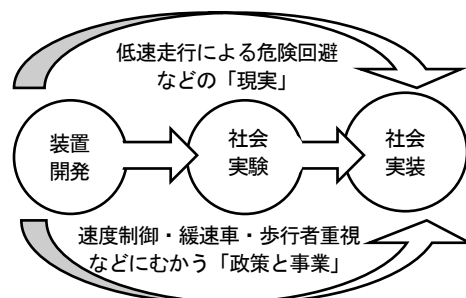 低速走行による危険回避
などの「現実」
装置
開発
社会
実験
社会
実装
速度制御・緩速車・歩行者重視
などにむかう「政策と事業」